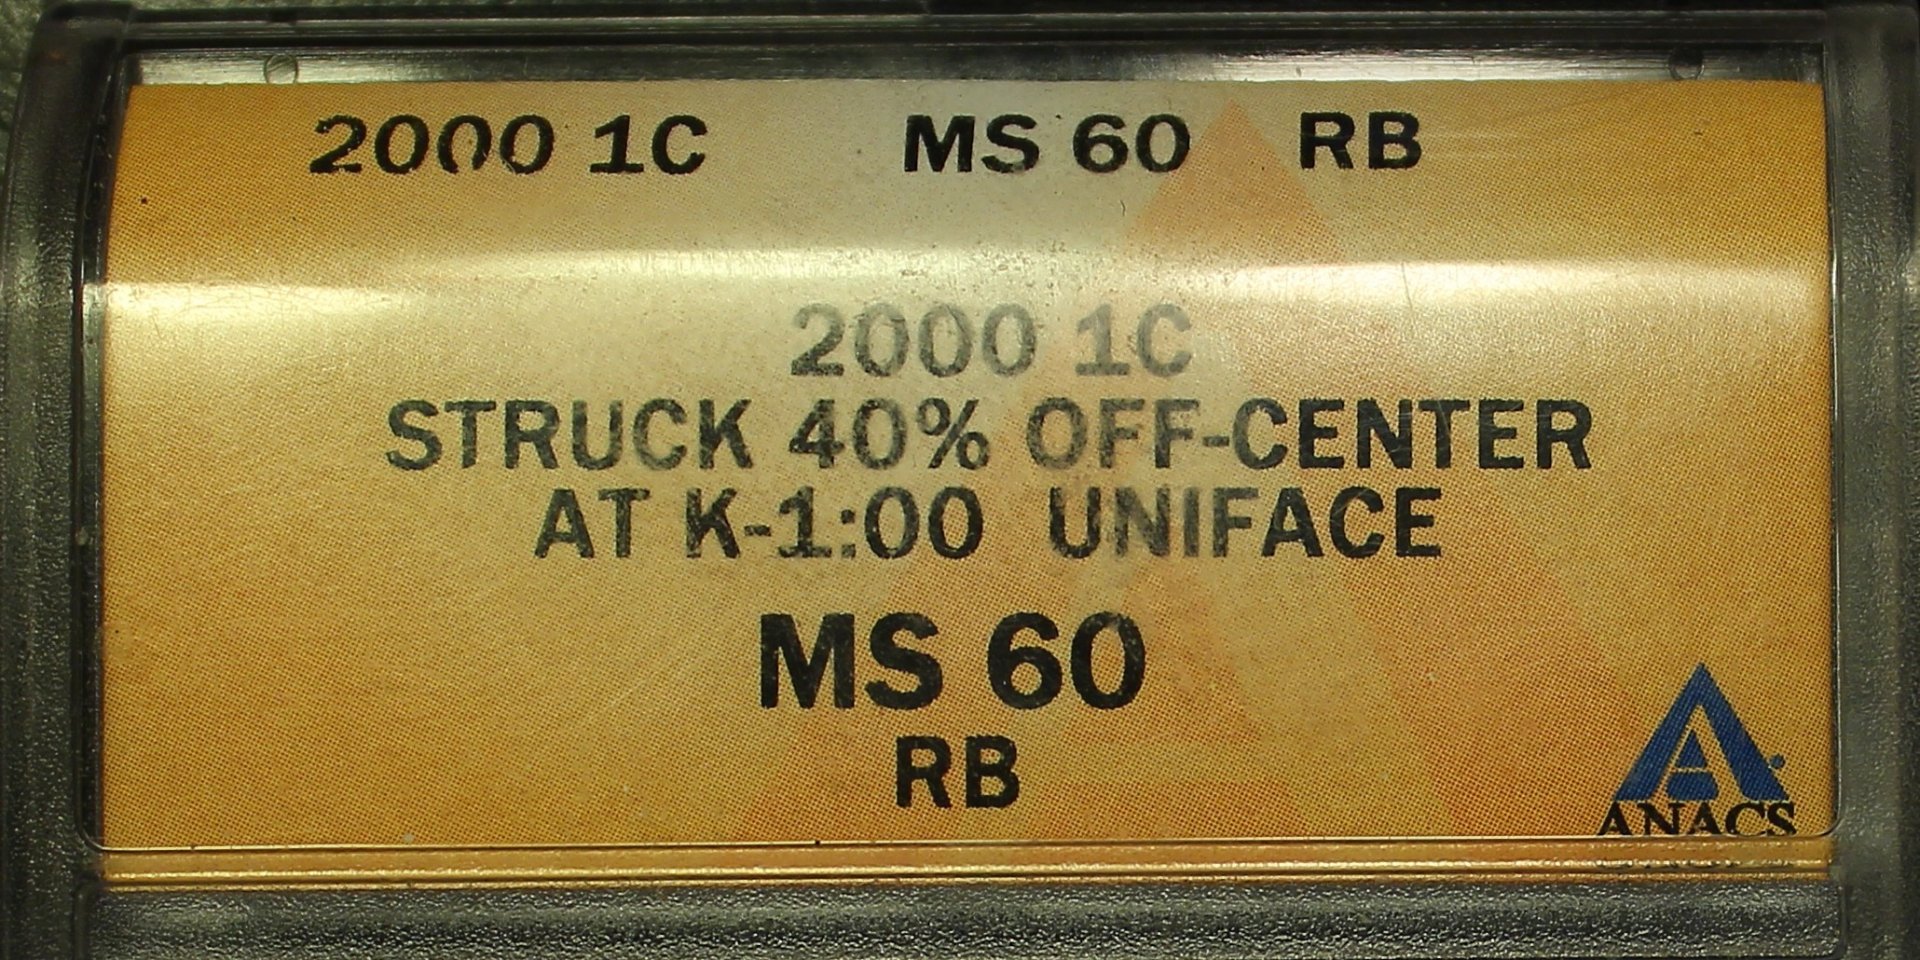 2000 1C MS 60 RB
2000 1C
STRUCK 40% OFF-CENTER
AT K-1:00 UNIFACE
MS 60
RB
ANACS